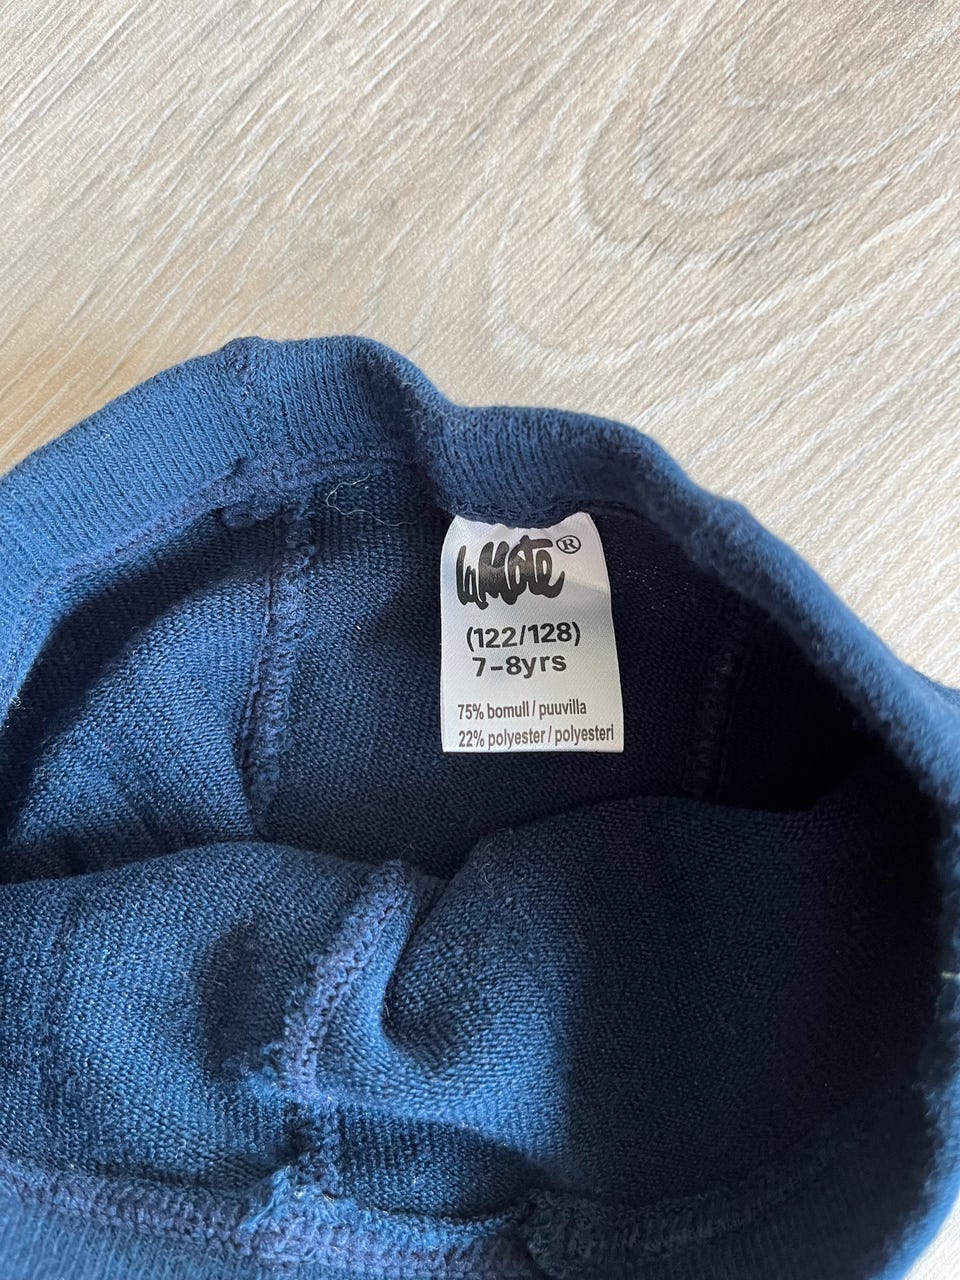 laMote®
(122/128)
7-8yrs
75% bomull / puuvilla
22% polyester / polyesteri